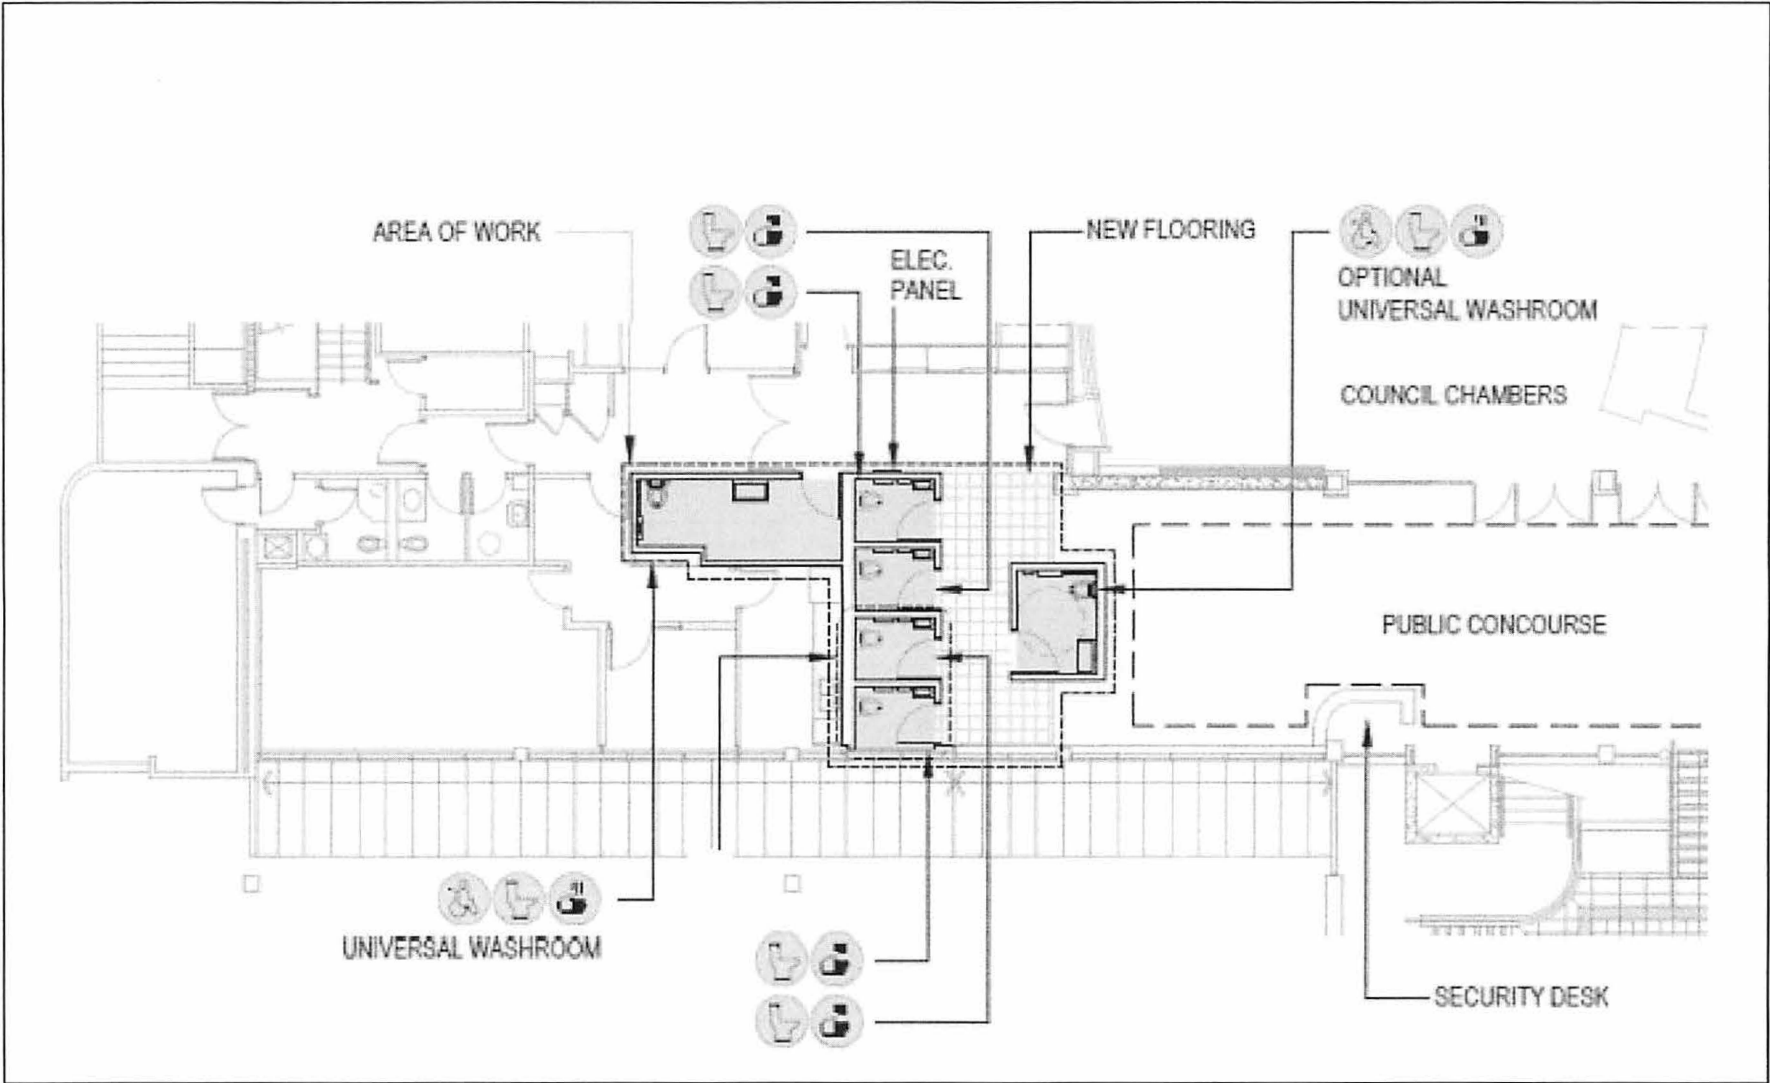 AREA OF WORK
ELEC.
PANEL
NEW FLOORING
OPTIONAL
UNIVERSAL WASHROOM
COUNCIL CHAMBERS
PUBLIC CONCOURSE
UNIVERSAL WASHROOM
SECURITY DESK